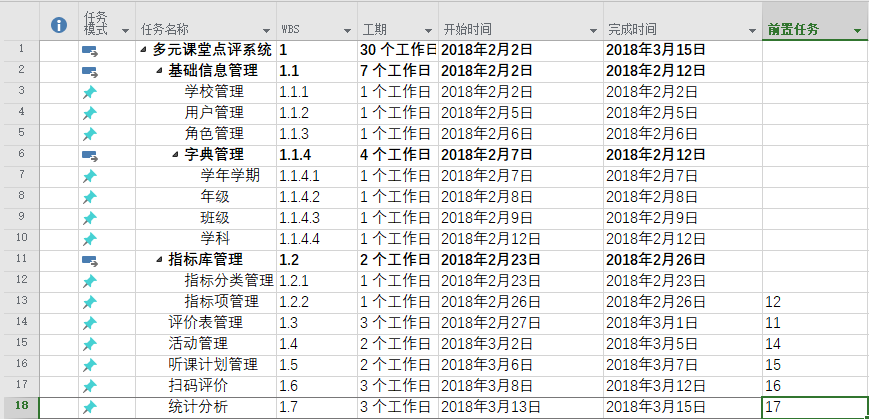 任务模式 任务名称 WBS 工期 开始时间 完成时间 前置任务
1 多元课堂点评系统 1 30 个工作日 2018年2月2日 2018年3月15日
2 基础信息管理 1.1 7 个工作日 2018年2月2日 2018年2月12日
3 学校管理 1.1.1 1 个工作日 2018年2月2日 2018年2月2日
4 用户管理 1.1.2 1 个工作日 2018年2月5日 2018年2月5日
5 角色管理 1.1.3 1 个工作日 2018年2月6日 2018年2月6日
6 字典管理 1.1.4 4 个工作日 2018年2月7日 2018年2月12日
7 学年学期 1.1.4.1 1 个工作日 2018年2月7日 2018年2月7日
8 年级 1.1.4.2 1 个工作日 2018年2月8日 2018年2月8日
9 班级 1.1.4.3 1 个工作日 2018年2月9日 2018年2月9日
10 学科 1.1.4.4 1 个工作日 2018年2月12日 2018年2月12日
11 指标库管理 1.2 2 个工作日 2018年2月23日 2018年2月26日
12 指标分类管理 1.2.1 1 个工作日 2018年2月23日 2018年2月23日
13 指标项管理 1.2.2 1 个工作日 2018年2月26日 2018年2月26日 12
14 评价表管理 1.3 3 个工作日 2018年2月27日 2018年3月1日 11
15 活动管理 1.4 2 个工作日 2018年3月2日 2018年3月5日 14
16 听课计划管理 1.5 2 个工作日 2018年3月6日 2018年3月7日 15
17 扫码评价 1.6 3 个工作日 2018年3月8日 2018年3月12日 16
18 统计分析 1.7 3 个工作日 2018年3月13日 2018年3月15日 17